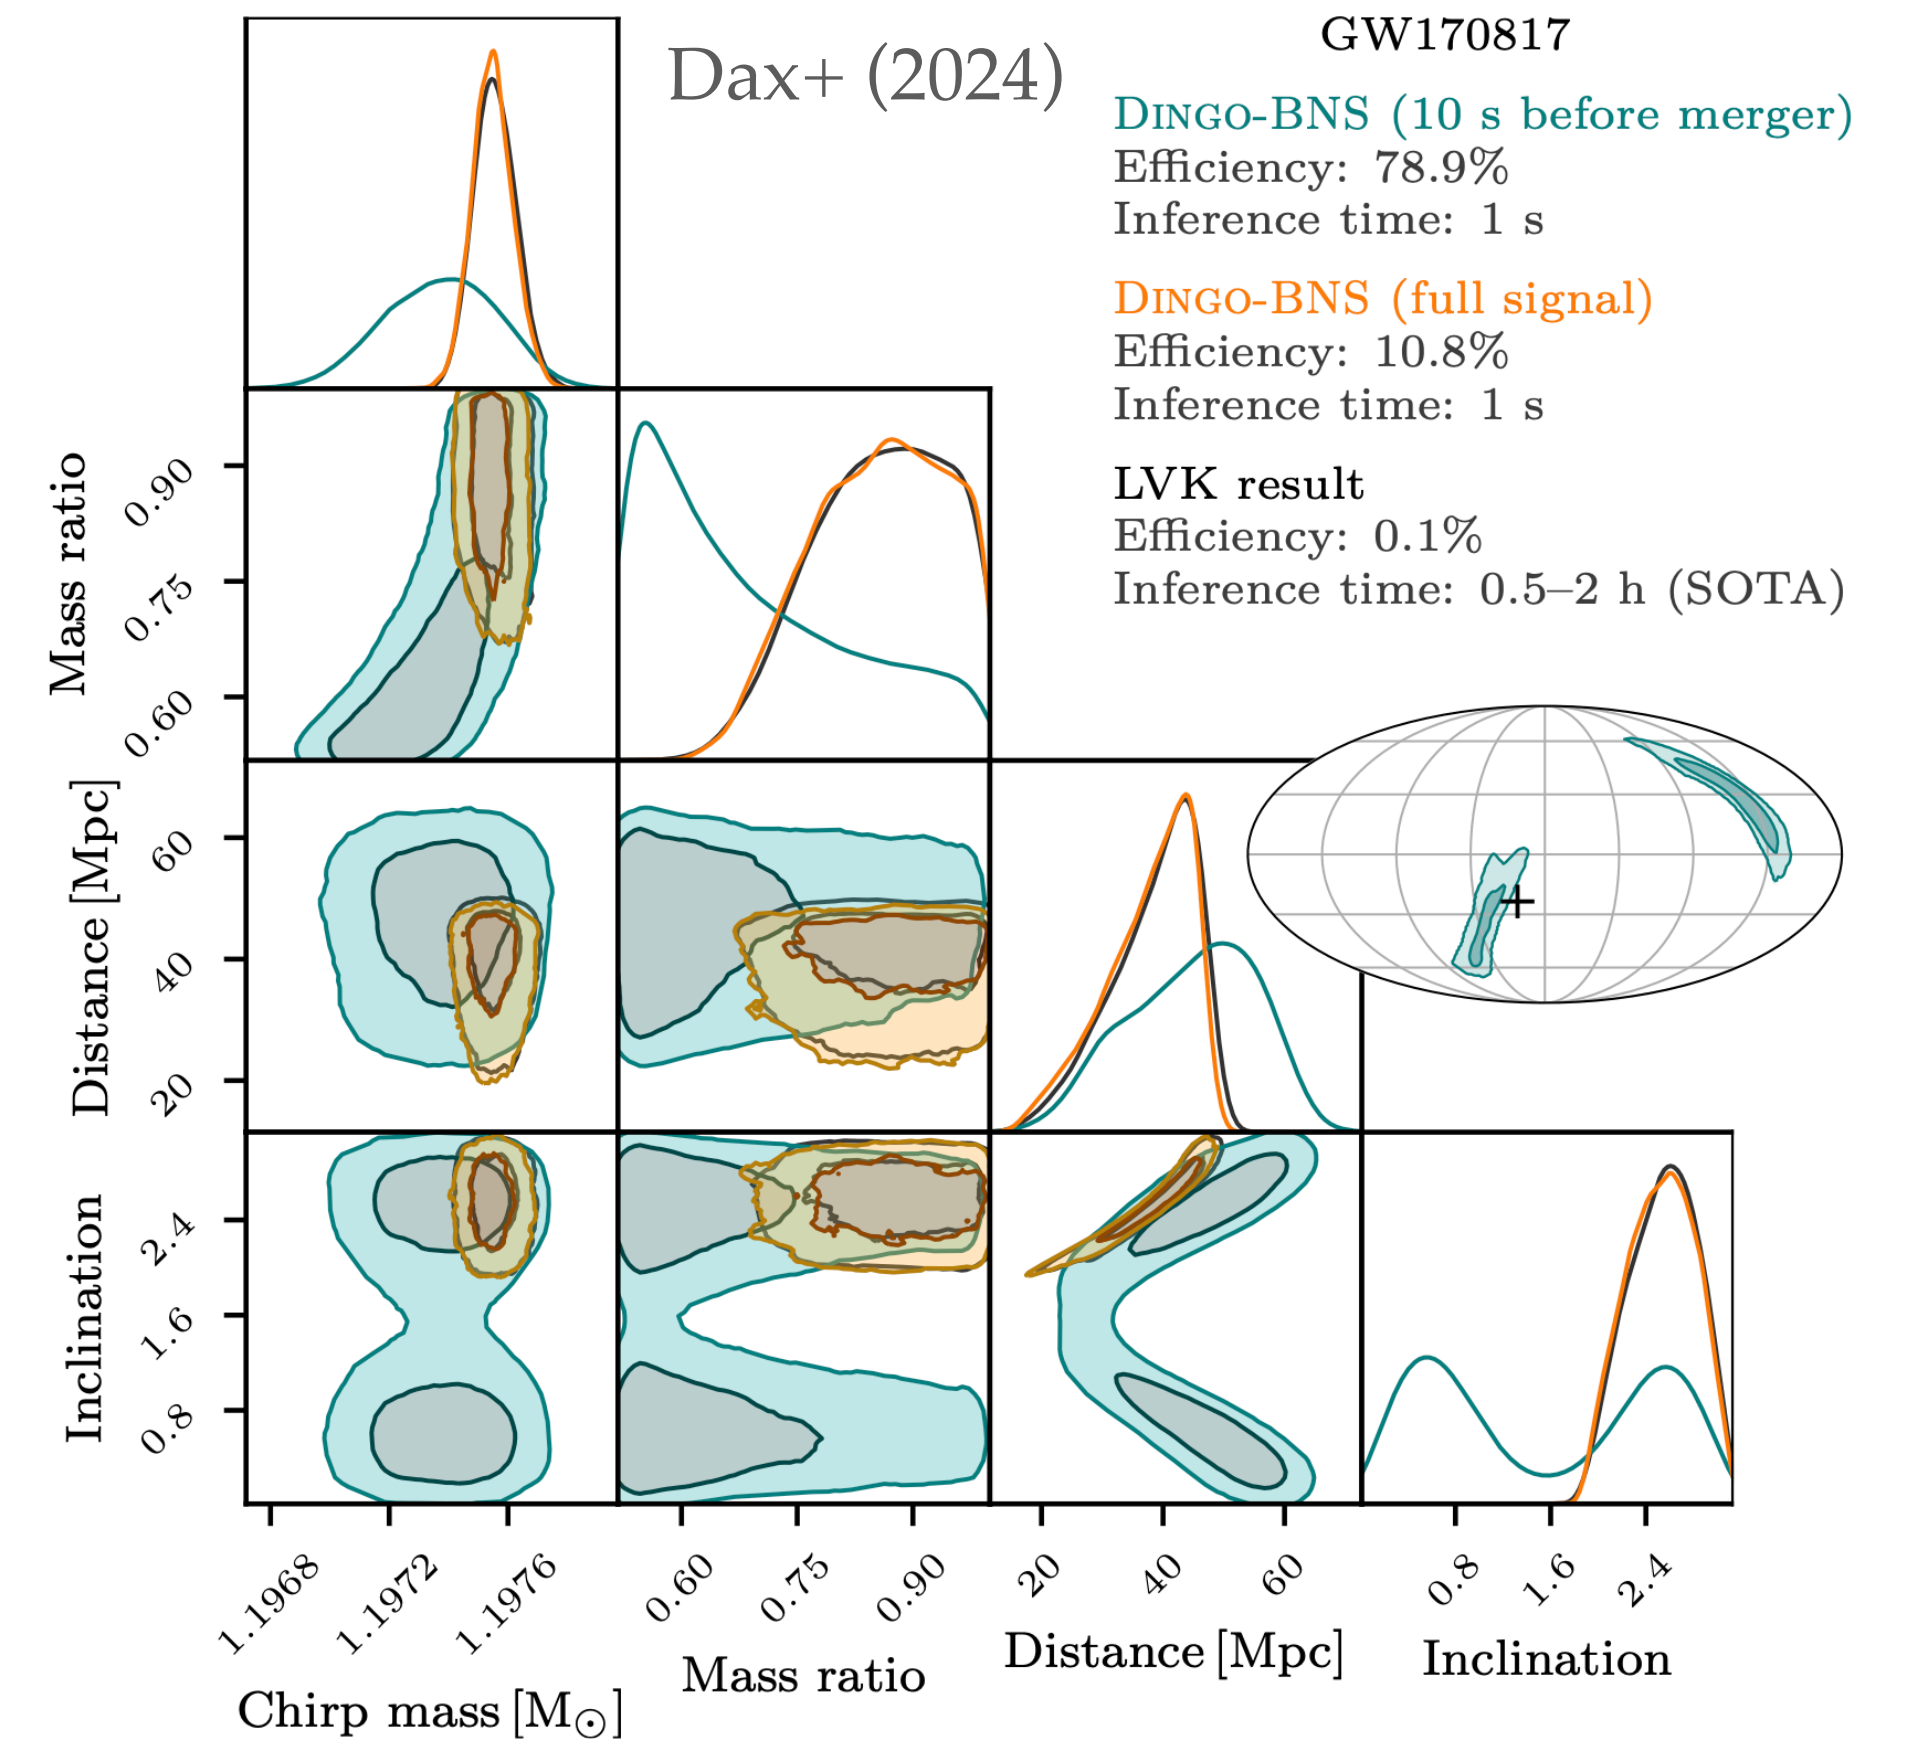 Dax+ (2024)
GW170817
DINGO-BNS (10 s before merger)
Efficiency: 78.9%
Inference time: 1 s
DINGO-BNS (full signal)
Efficiency: 10.8%
Inference time: 1 s
LVK result
Efficiency: 0.1%
Inference time: 0.5–2 h (SOTA)
Mass ratio
0.90
0.75
0.60
Distance [Mpc]
60
40
20
Inclination
2.4
1.6
0.8
1.1968
1.1972
1.1976
Chirp mass [M⊙]
0.60
0.75
0.90
Mass ratio
20
40
60
Distance [Mpc]
0.8
1.6
2.4
Inclination